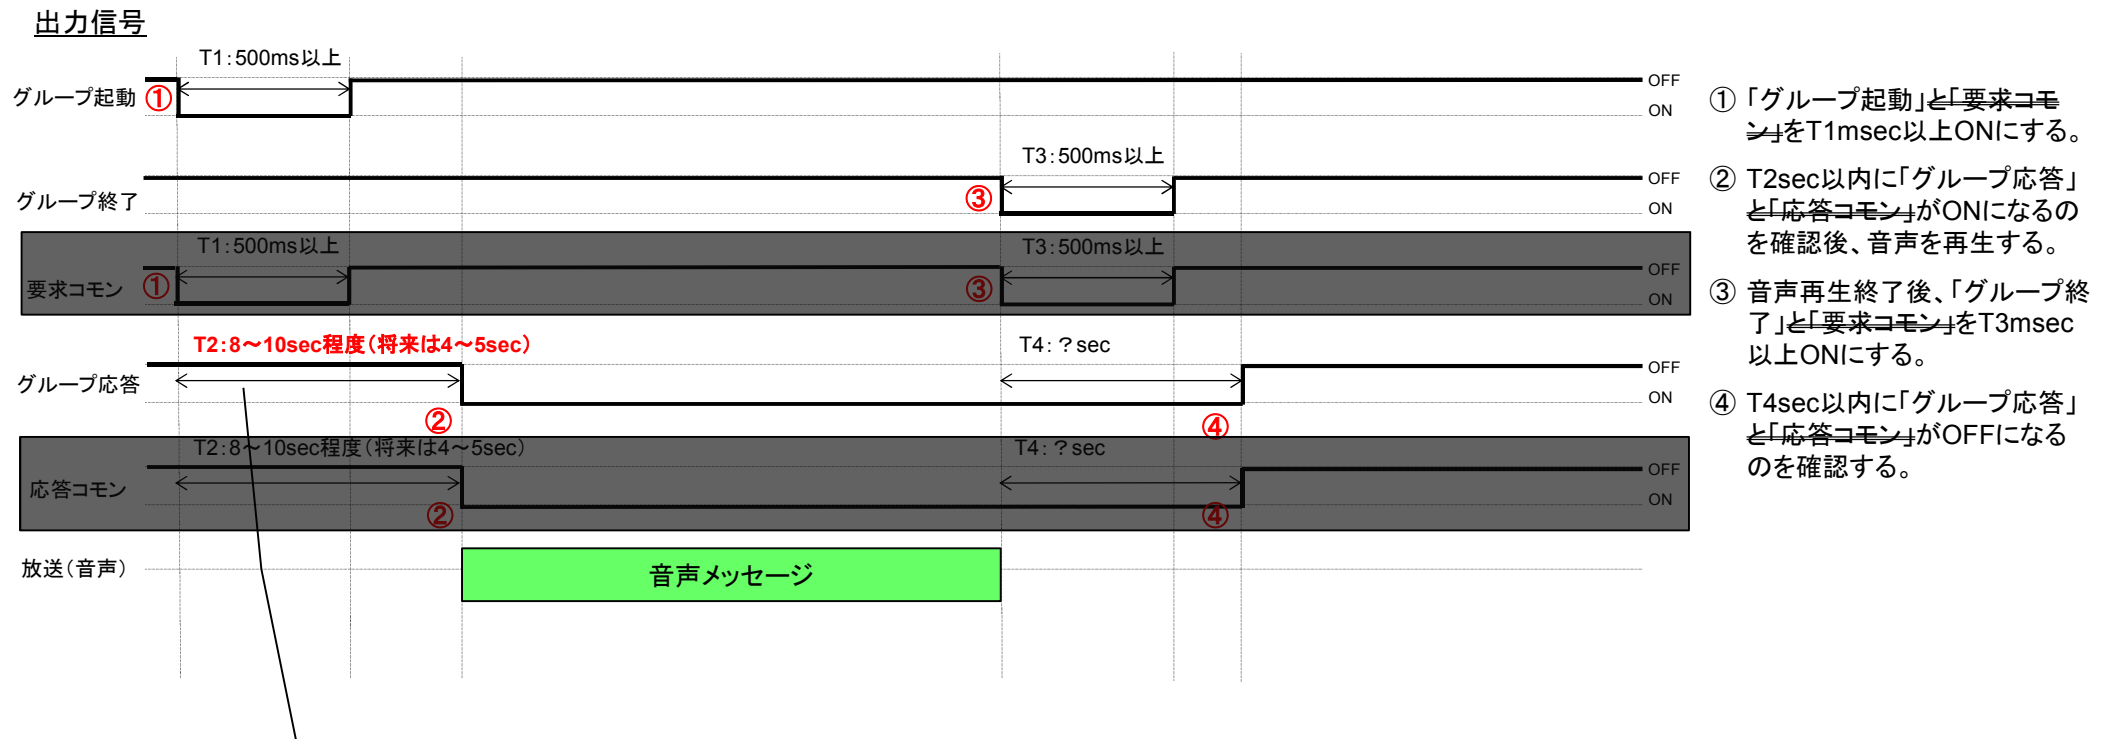 出力信号
T1:500ms以上
グループ起動
①
OFF
ON
T3:500ms以上
グループ終了
③
OFF
ON
T1:500ms以上
T3:500ms以上
要求コモン
①
③
OFF
ON
T2:8～10sec程度(将来は4～5sec)
T4:？sec
グループ応答
②
④
OFF
ON
T2:8～10sec程度(将来は4～5sec)
T4:？sec
応答コモン
②
④
OFF
ON
放送(音声)
音声メッセージ
①「グループ起動」と「要求コモ
ン」をT1msec以上ONにする。
② T2sec以内に「グループ応答」
と「応答コモン」がONになるの
を確認後、音声を再生する。
③ 音声再生終了後、「グループ終
了」と「要求コモン」をT3msec
以上ONにする。
④ T4sec以内に「グループ応答」
と「応答コモン」がOFFになる
のを確認する。